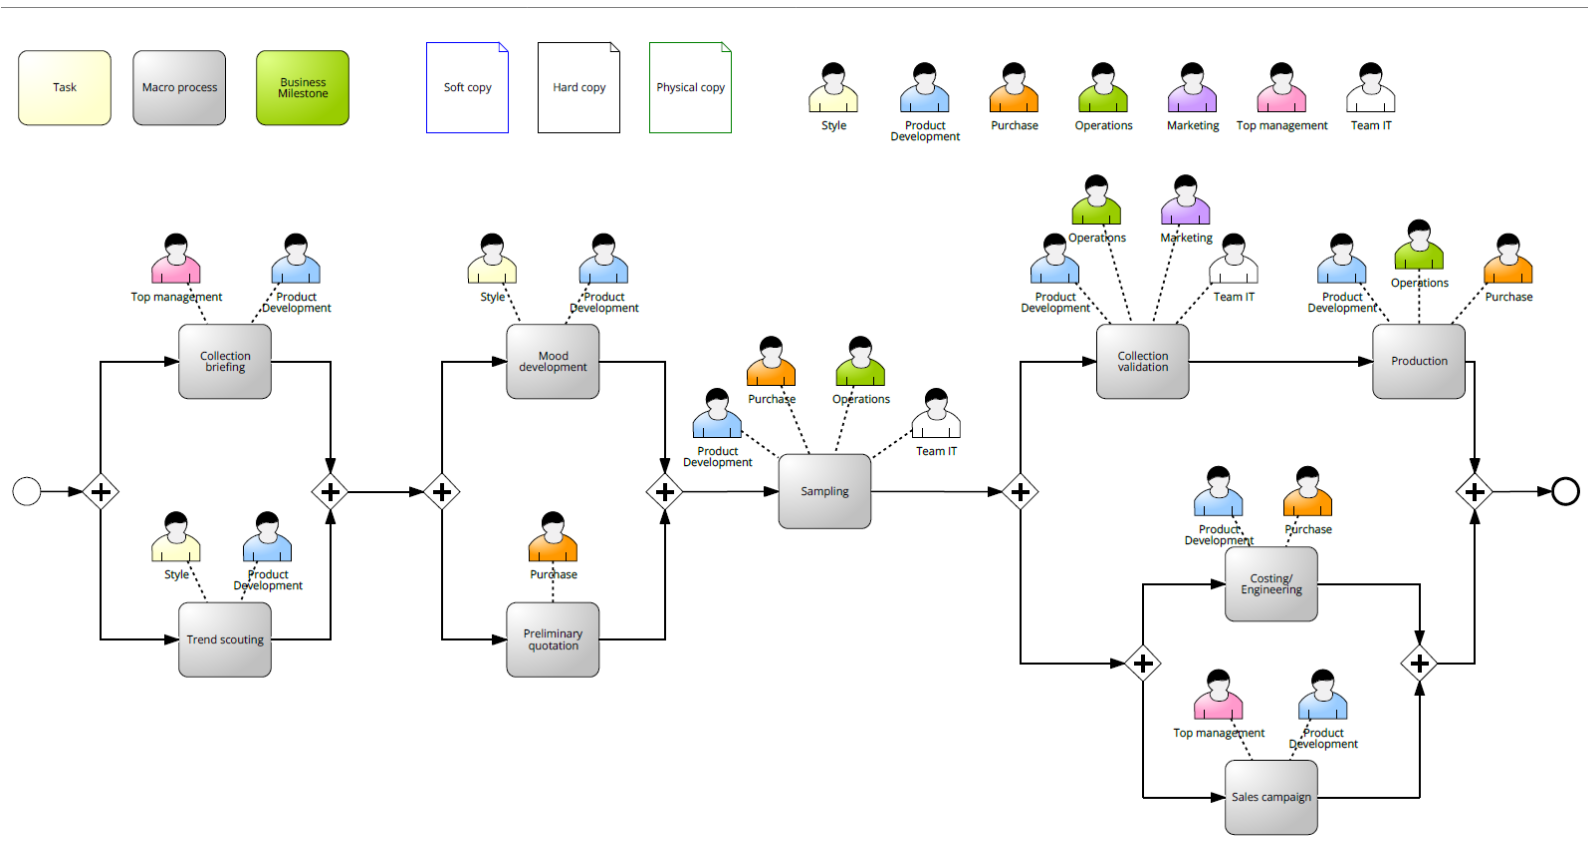 Task
Macro process
Business
Milestone
Soft copy
Hard copy
Physical copy
Style
Product
Development
Purchase
Operations
Marketing
Top management
Team IT
Operations
Marketing
Product
Development
Team IT
Product
Development
Operations
Purchase
Top management
Product
Development
Style
Product
Development
Collection
briefing
Mood
development
Collection
validation
Production
Purchase
Operations
Product
Development
Team IT
Sampling
Style
Product
Development
Purchase
Product
Development
Purchase
Trend scouting
Preliminary
quotation
Costing/
Engineering
Top management
Product
Development
Sales campaign